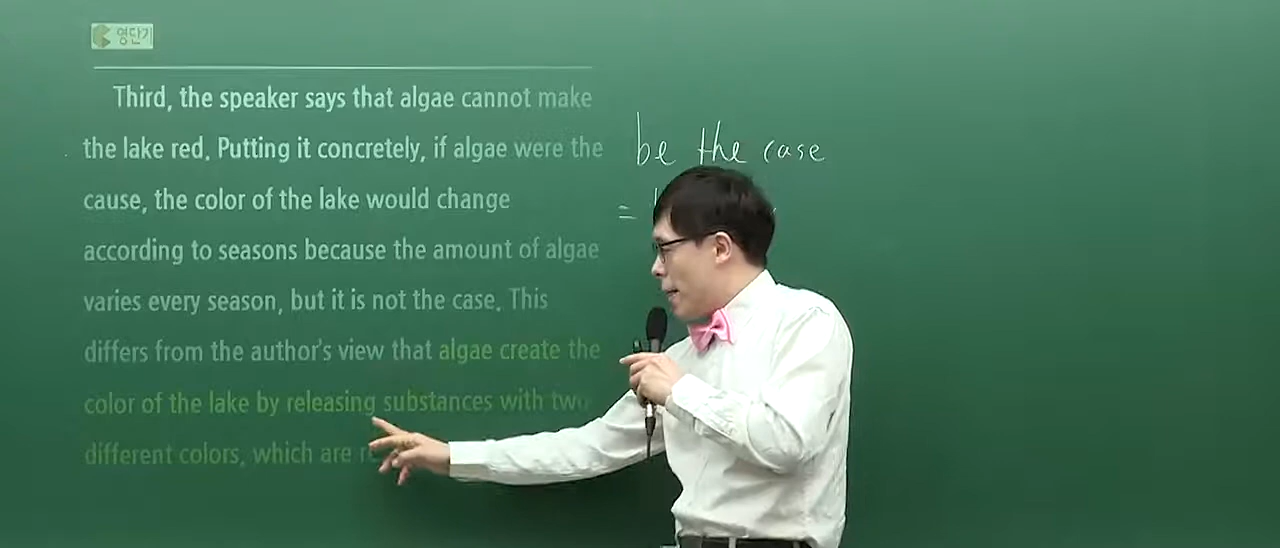 영단기
Third, the speaker says that algae cannot make
the lake red. Putting it concretely, if algae were the
cause, the color of the lake would change
according to seasons because the amount of algae
varies every season, but it is not the case. This
differs from the author's view that algae create the
color of the lake by releasing substances with two
different colors, which are
be the case
=